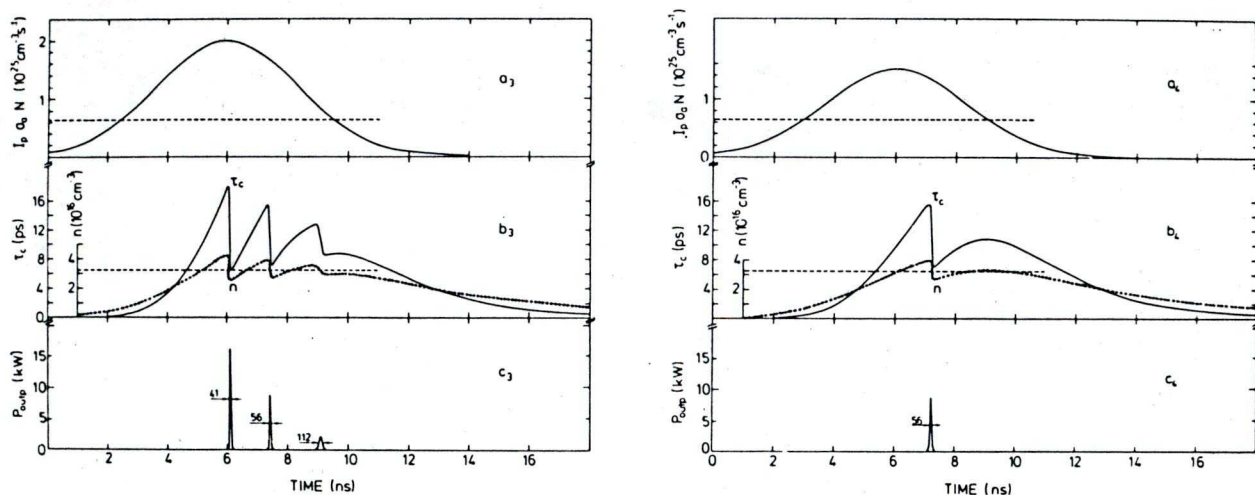 I_p σ_a N (10^25 cm^-3 s^-1)
2
1
0
a_3
τ_c (ps)
16
12
8
4
0
n (10^16 cm^-3)
4
2
τ_c
n
b_3
P_outp (kW)
15
10
5
0
41
56
112
c_3
0 2 4 6 8 10 12 14 16
TIME (ns)
I_p σ_a N (10^25 cm^-3 s^-1)
1
0
a_4
τ_c (ps)
16
12
8
4
0
n (10^16 cm^-3)
4
2
τ_c
n
b_4
P_outp (kW)
15
10
5
0
56
c_4
0 2 4 6 8 10 12 14 16
TIME (ns)